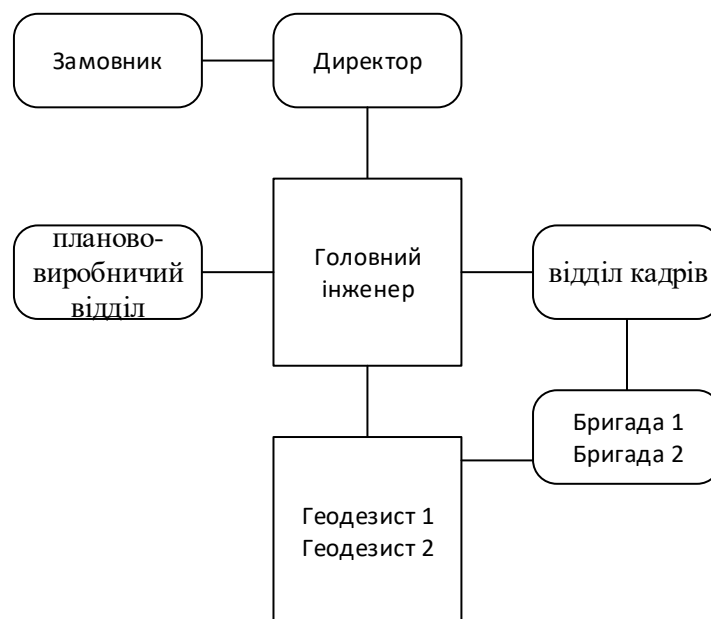 Замовник
Директор
планово-
виробничий
відділ
Головний
інженер
відділ кадрів
Бригада 1
Бригада 2
Геодезист 1
Геодезист 2